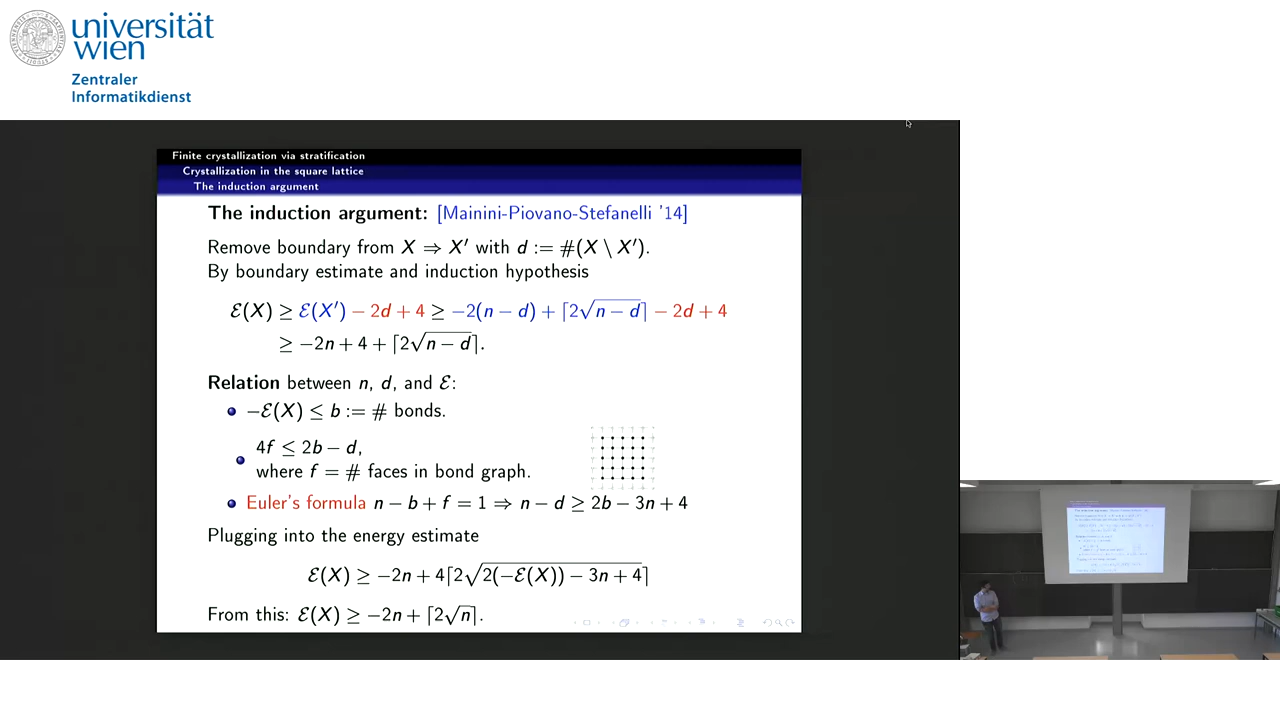 universität
wien
Zentraler
Informatikdienst
Finite crystallization via stratification
Crystallization in the square lattice
The induction argument
The induction argument: [Mainini-Piovano-Stefanelli '14]
Remove boundary from X ⇒ X′ with d := #(X \ X′).
By boundary estimate and induction hypothesis
ℰ(X) ≥ ℰ(X′) − 2d + 4 ≥ −2(n − d) + ⌈2√(n − d)⌉ − 2d + 4
≥ −2n + 4 + ⌈2√(n − d)⌉.
Relation between n, d, and ℰ:
−ℰ(X) ≤ b := # bonds.
4f ≤ 2b − d,
where f = # faces in bond graph.
Euler's formula n − b + f = 1 ⇒ n − d ≥ 2b − 3n + 4
Plugging into the energy estimate
ℰ(X) ≥ −2n + 4⌈2√(2(−ℰ(X)) − 3n + 4)⌉
From this: ℰ(X) ≥ −2n + ⌈2√n⌉.